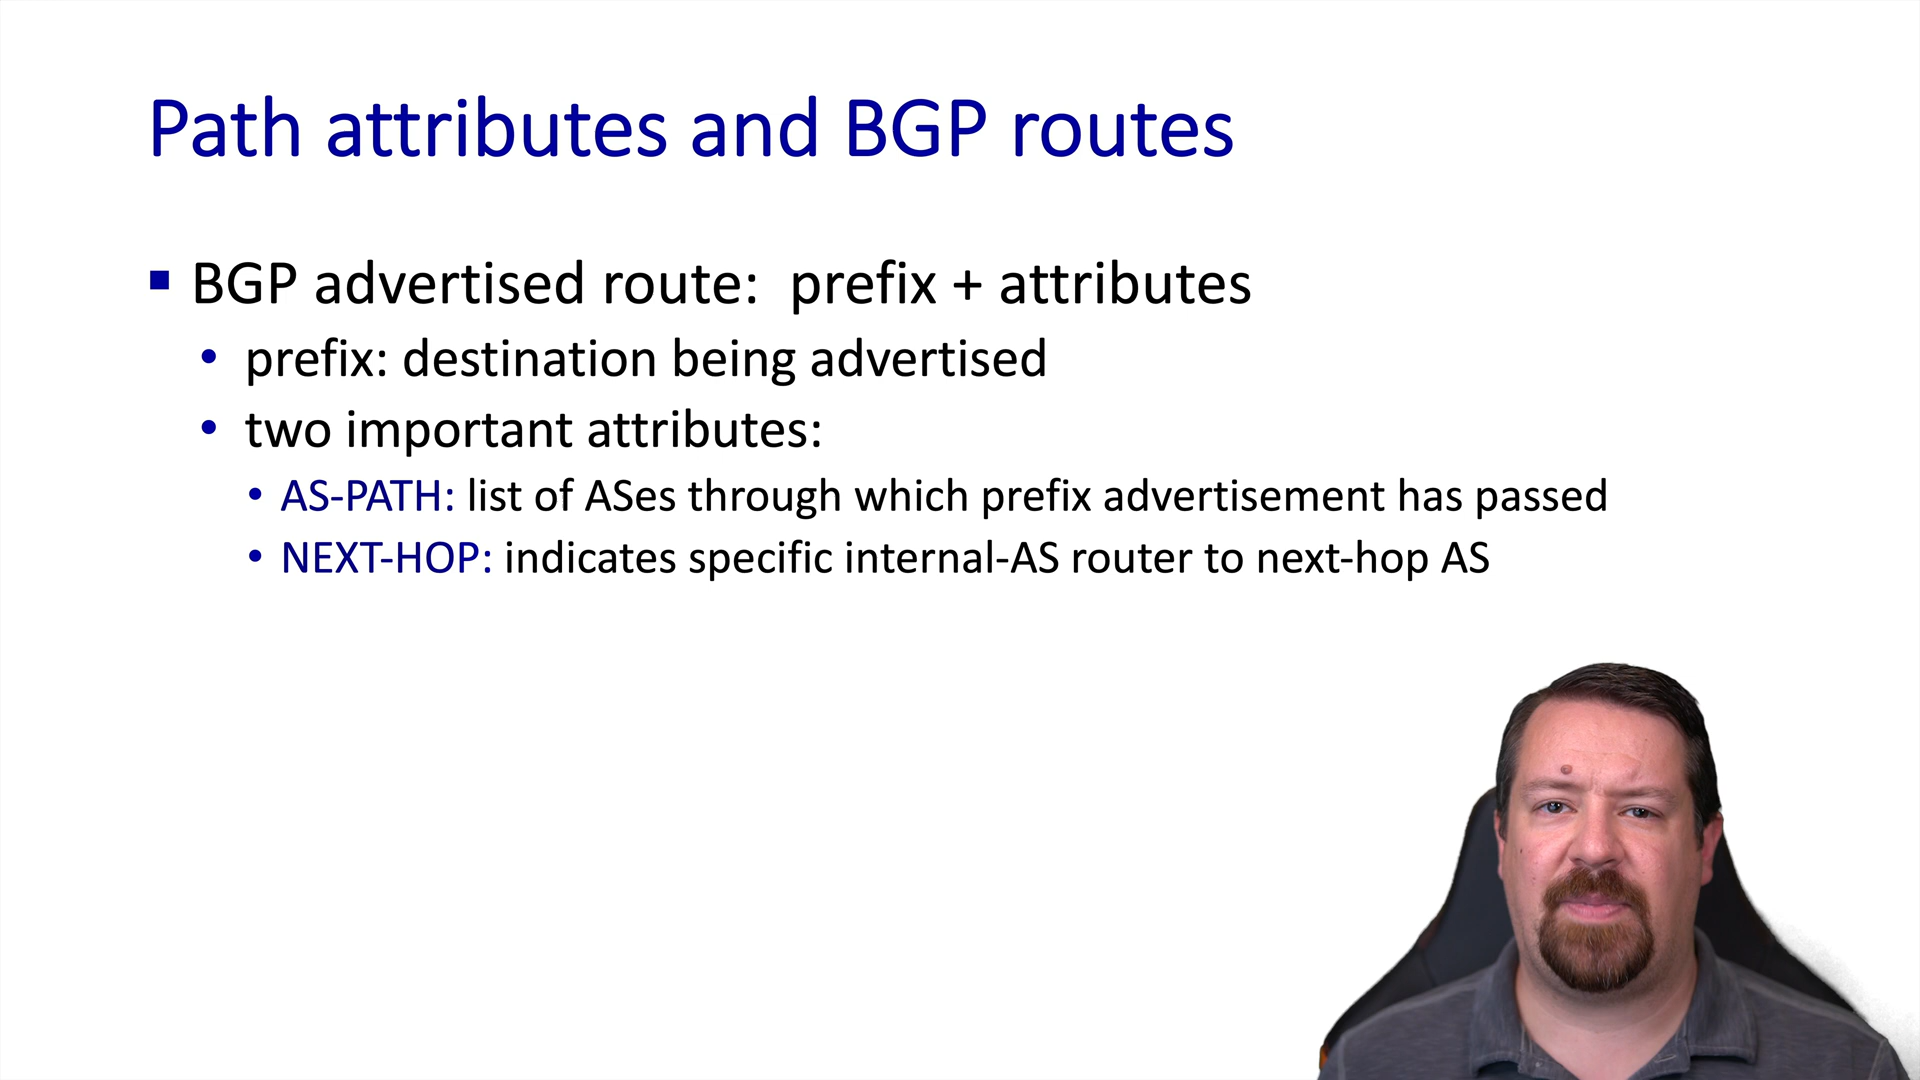 Path attributes and BGP routes
BGP advertised route: prefix + attributes
prefix: destination being advertised
two important attributes:
AS-PATH: list of ASes through which prefix advertisement has passed
NEXT-HOP: indicates specific internal-AS router to next-hop AS